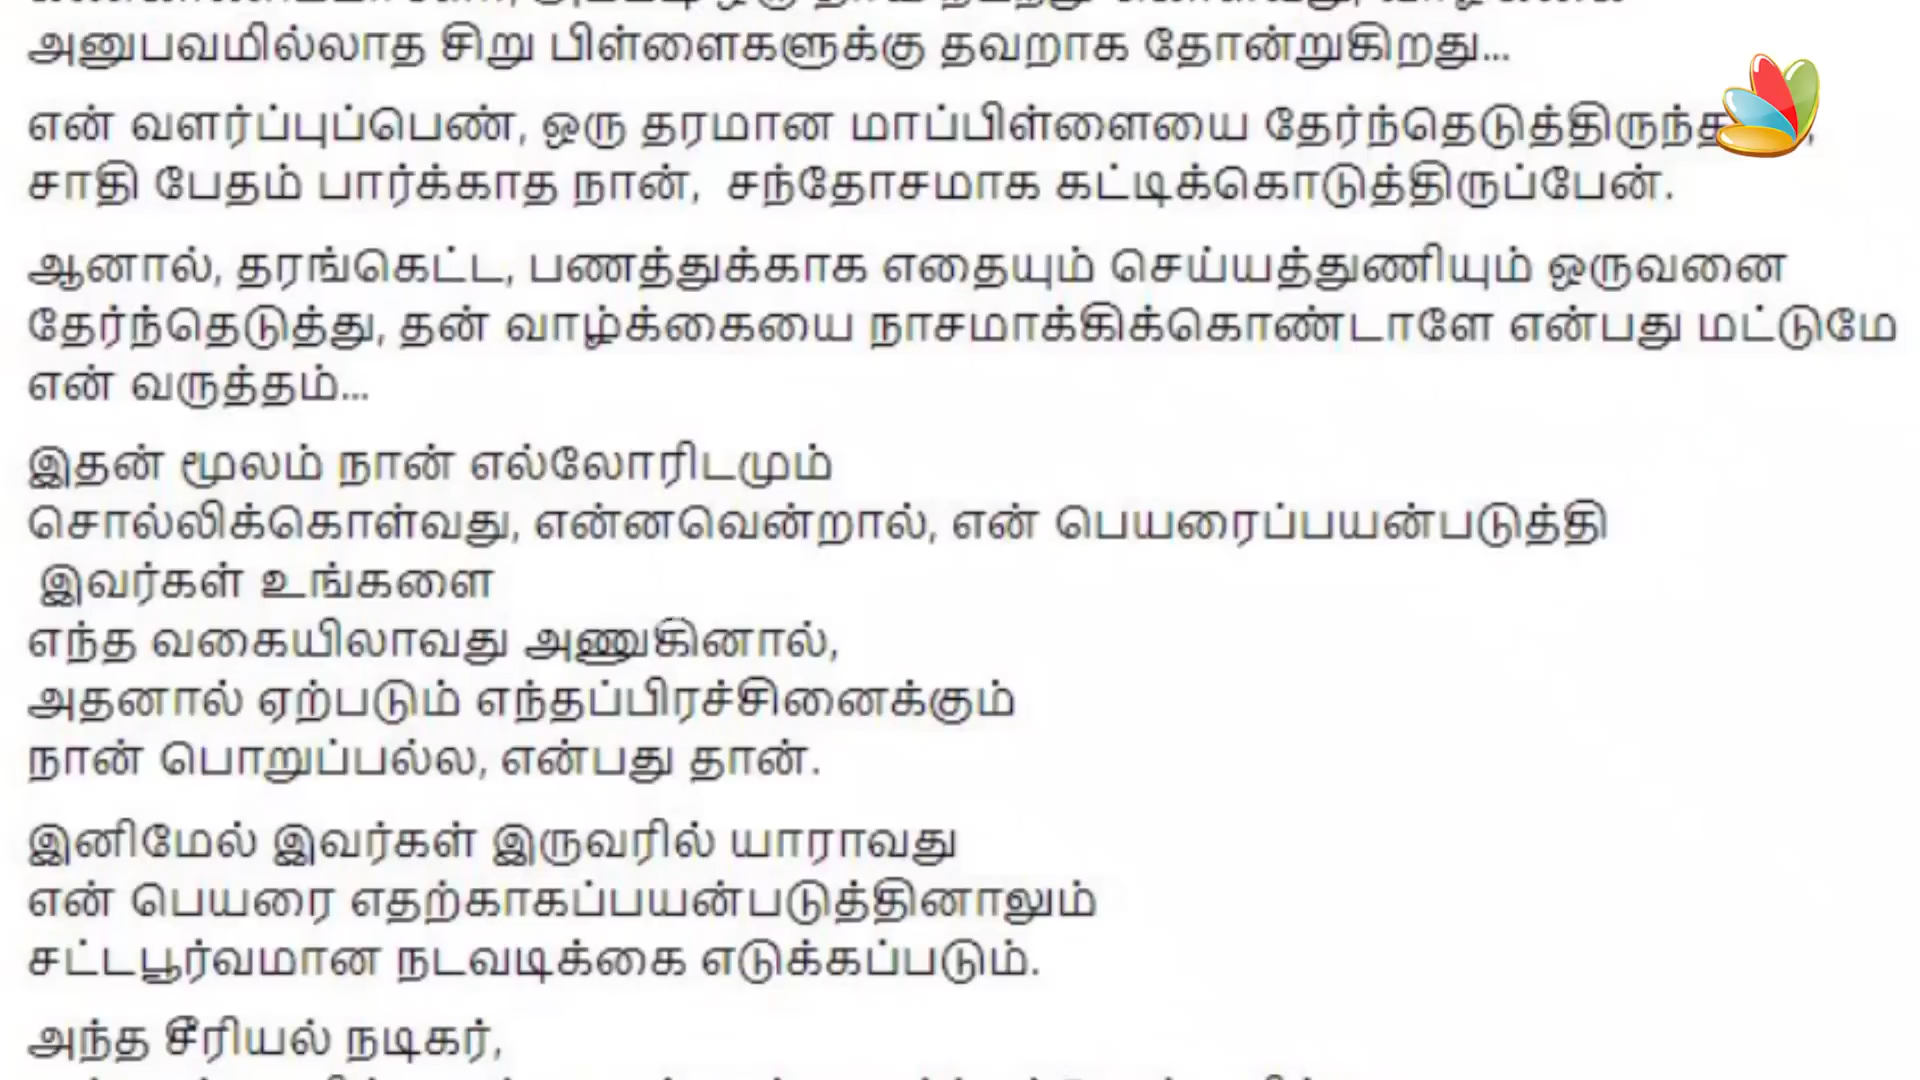 அனுபவமில்லாத சிறு பிள்ளைகளுக்கு தவறாக தோன்றுகிறது...
என் வளர்ப்புப்பெண், ஒரு தரமான மாப்பிள்ளையை
சாதி பேதம் பார்க்காத நான், சந்தோசமாக கட்டிக்கொடுத்திருப்பேன்.
ஆனால், தரங்கெட்ட, பணத்துக்காக எதையும் செய்யத்துணியும் ஒருவனை
தேர்ந்தெடுத்து, தன் வாழ்க்கையை நாசமாக்கிக்கொண்டாளே என்பது மட்டுமே
என் வருத்தம்...
இதன் மூலம் நான் எல்லோரிடமும்
சொல்லிக்கொள்வது, என்னவென்றால், என் பெயரைப்பயன்படுத்தி
இவர்கள் உங்களை
எந்த வகையிலாவது அணுகினால்,
அதனால் ஏற்படும் எந்தப்பிரச்சினைக்கும்
நான் பொறுப்பல்ல, என்பது தான்.
இனிமேல் இவர்கள் இருவரில் யாராவது
என் பெயரை எதற்காகப்பயன்படுத்தினாலும்
சட்டபூர்வமான நடவடிக்கை எடுக்கப்படும்.
அந்த சீரியல் நடிகர்,